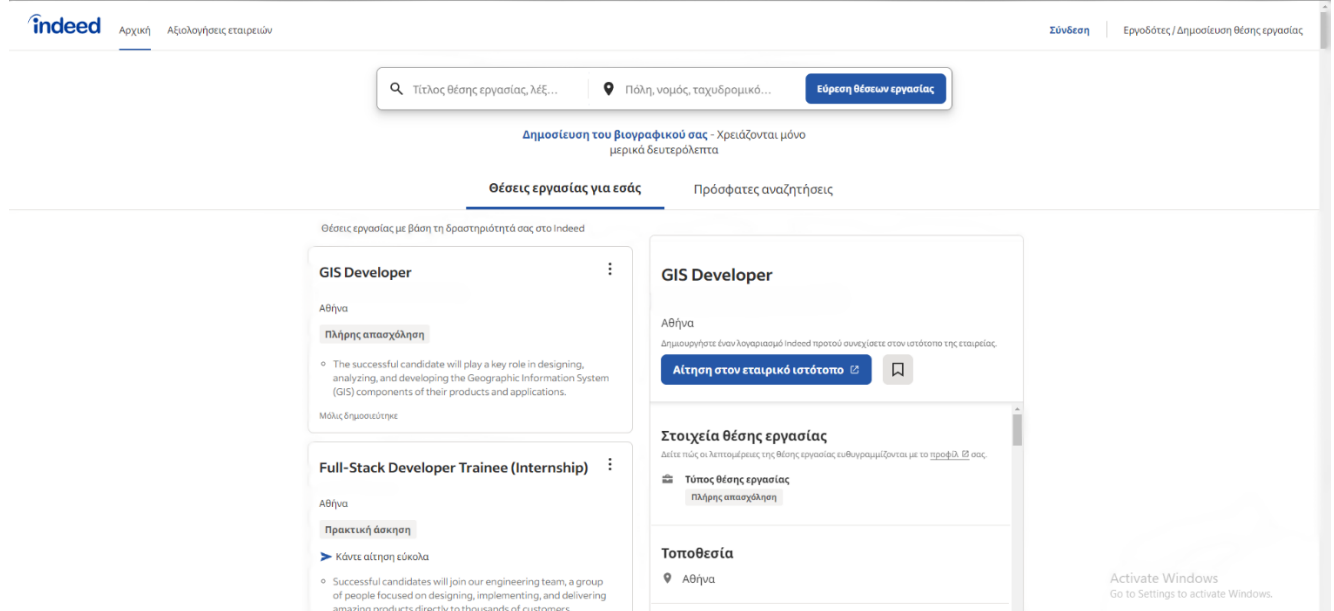 indeed
Αρχική
Αξιολογήσεις εταιρειών
Σύνδεση
Εργοδότες / Δημοσίευση θέσης εργασίας
Τίτλος θέσης εργασίας, λέξ...
Πόλη, νομός, ταχυδρομικό...
Εύρεση θέσεων εργασίας
Δημοσίευση του βιογραφικού σας - Χρειάζονται μόνο
μερικά δευτερόλεπτα
Θέσεις εργασίας για εσάς
Πρόσφατες αναζητήσεις
Θέσεις εργασίας με βάση τη δραστηριότητά σας στο Indeed
GIS Developer
Αθήνα
Πλήρης απασχόληση
The successful candidate will play a key role in designing,
analyzing, and developing the Geographic Information System
(GIS) components of their products and applications.
Μόλις δημοσιεύτηκε
Full-Stack Developer Trainee (Internship)
Αθήνα
Πρακτική άσκηση
Κάντε αίτηση εύκολα
Successful candidates will join our engineering team, a group
of people focused on designing, implementing, and delivering
amazing products directly to thousands of customers
GIS Developer
Αθήνα
Δημιουργήστε έναν λογαριασμό Indeed προτού συνεχίσετε στον ιστότοπο της εταιρείας.
Αίτηση στον εταιρικό ιστότοπο
Στοιχεία θέσης εργασίας
Δείτε πώς οι λεπτομέρειες της θέσης εργασίας ευθυγραμμίζονται με το προφίλ σας.
Τύπος θέσης εργασίας
Πλήρης απασχόληση
Τοποθεσία
Αθήνα
Activate Windows
Go to Settings to activate Windows.